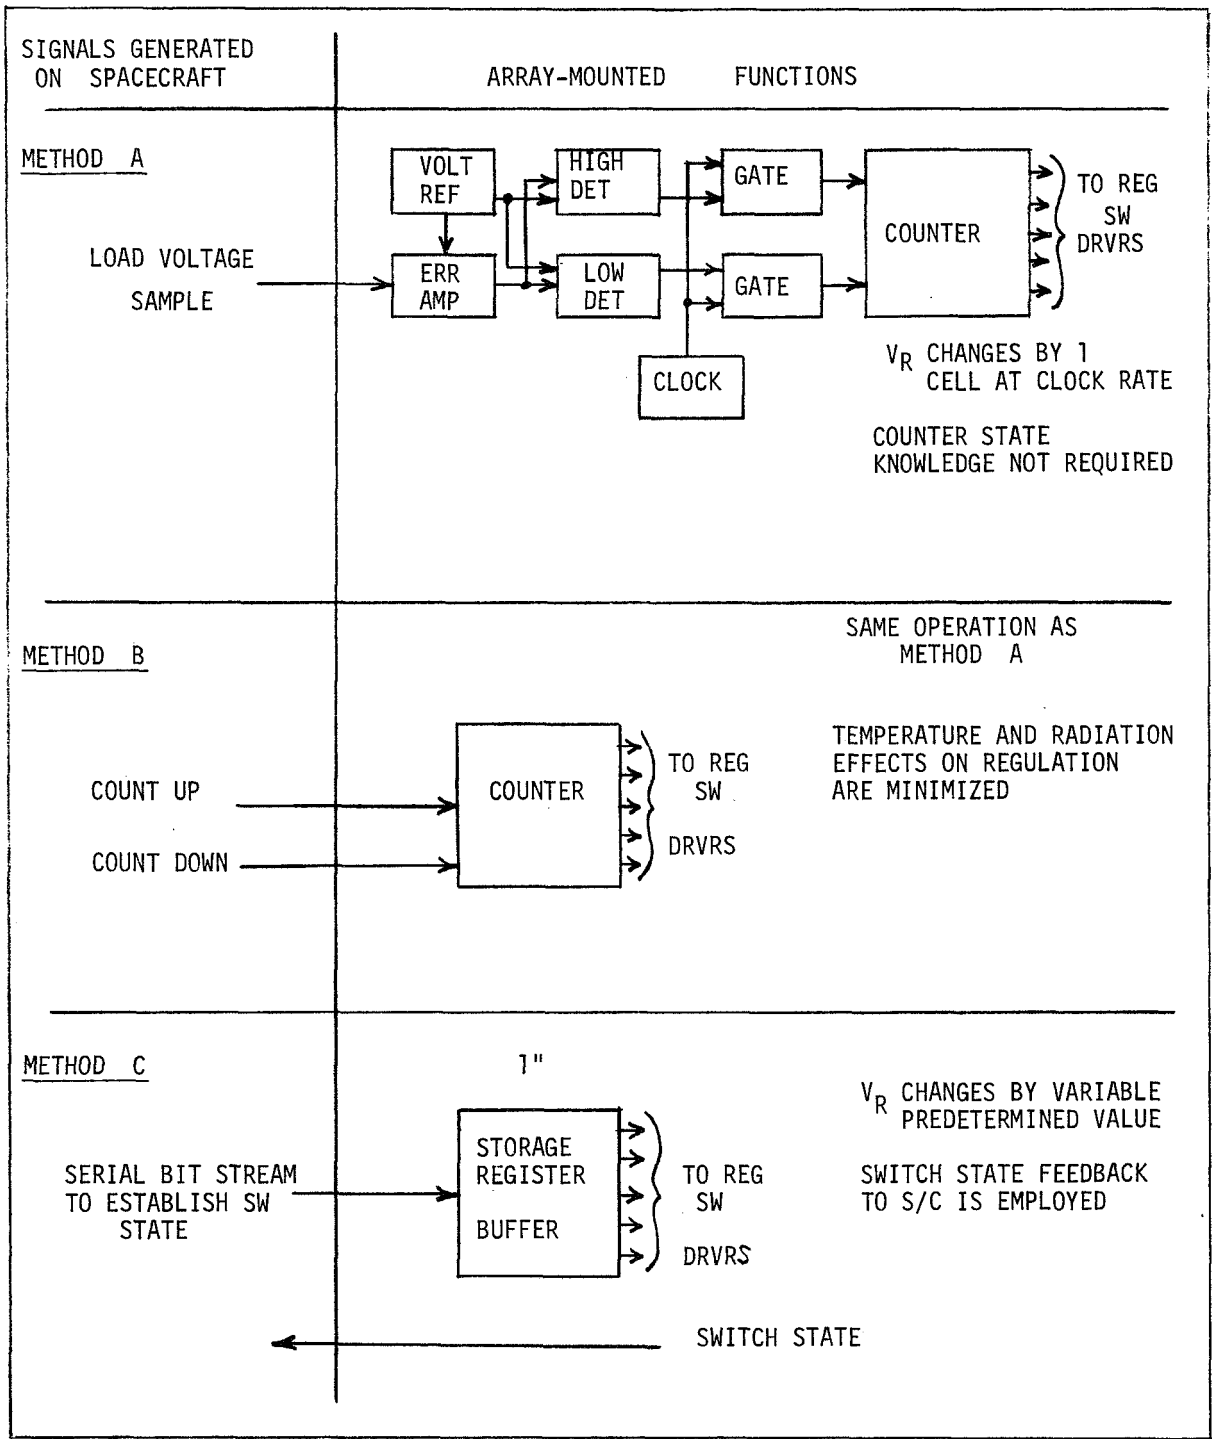 SIGNALS GENERATED
ON SPACECRAFT
ARRAY-MOUNTED FUNCTIONS
METHOD A
VOLT
REF
HIGH
DET
GATE
COUNTER
TO REG
SW
DRVRS
LOAD VOLTAGE
SAMPLE
ERR
AMP
LOW
DET
GATE
CLOCK
VR CHANGES BY 1
CELL AT CLOCK RATE
COUNTER STATE
KNOWLEDGE NOT REQUIRED
METHOD B
SAME OPERATION AS
METHOD A
COUNT UP
COUNT DOWN
COUNTER
TO REG
SW
DRVRS
TEMPERATURE AND RADIATION
EFFECTS ON REGULATION
ARE MINIMIZED
METHOD C
1"
VR CHANGES BY VARIABLE
PREDETERMINED VALUE
SERIAL BIT STREAM
TO ESTABLISH SW
STATE
STORAGE
REGISTER
BUFFER
TO REG
SW
DRVRS
SWITCH STATE FEEDBACK
TO S/C IS EMPLOYED
SWITCH STATE